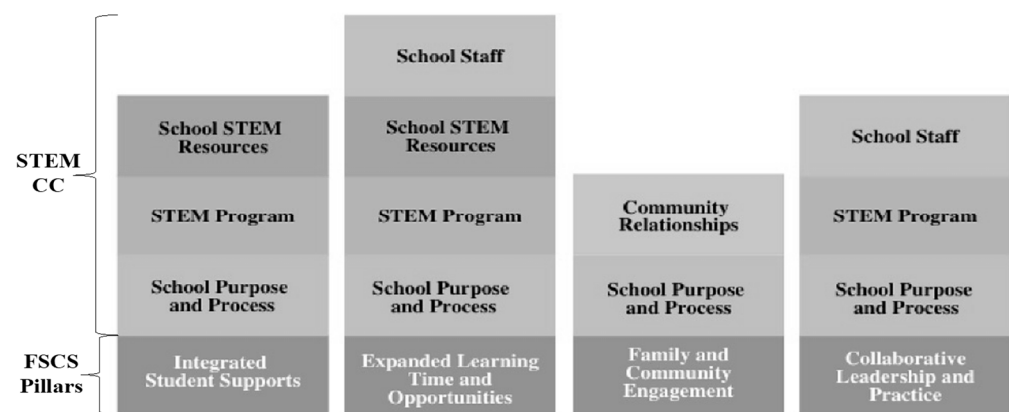 STEM
CC
School STEM
Resources
STEM Program
School Purpose
and Process
School Staff
School STEM
Resources
STEM Program
School Purpose
and Process
Community
Relationships
School Purpose
and Process
School Staff
STEM Program
School Purpose
and Process
FSCS
Pillars
Integrated
Student Supports
Expanded Learning
Time and
Opportunities
Family and
Community
Engagement
Collaborative
Leadership and
Practice